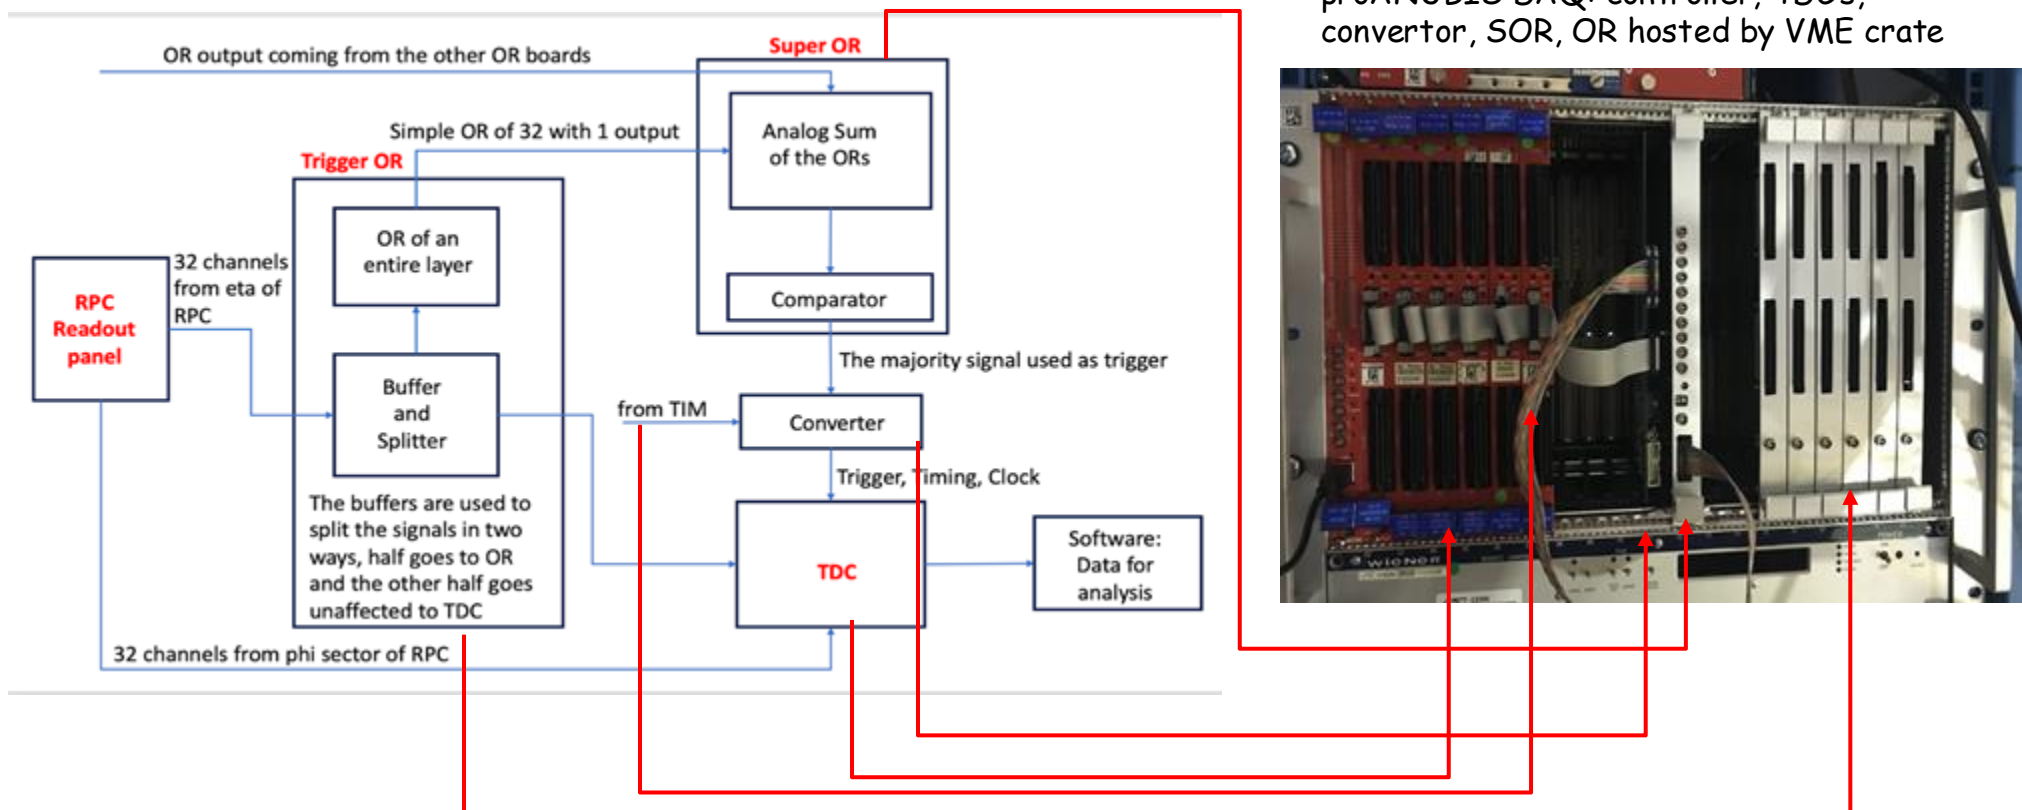 convertor, SOR, OR hosted by VME crate
OR output coming from the other OR boards
Super OR
Analog Sum
of the ORs
Simple OR of 32 with 1 output
Trigger OR
OR of an
entire layer
32 channels
from eta of
RPC
RPC
Readout
panel
Comparator
The majority signal used as trigger
Buffer
and
Splitter
from TIM
Converter
Trigger, Timing, Clock
The buffers are used to
split the signals in two
ways, half goes to OR
and the other half goes
unaffected to TDC
TDC
Software:
Data for
analysis
32 channels from phi sector of RPC
WIENER